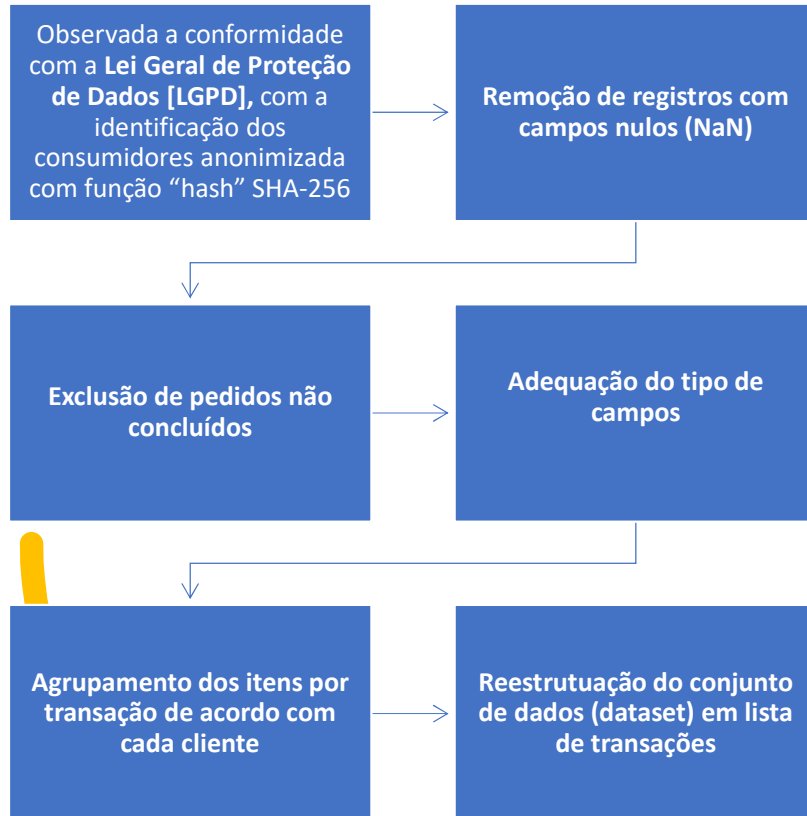 Observada a conformidade
com a Lei Geral de Proteção
de Dados [LGPD], com a
identificação dos
consumidores anonimizada
com função “hash” SHA-256
Remoção de registros com
campos nulos (NaN)
Exclusão de pedidos não
concluídos
Adequação do tipo de
campos
Agrupamento dos itens por
transação de acordo com
cada cliente
Reestrutuação do conjunto
de dados (dataset) em lista
de transações